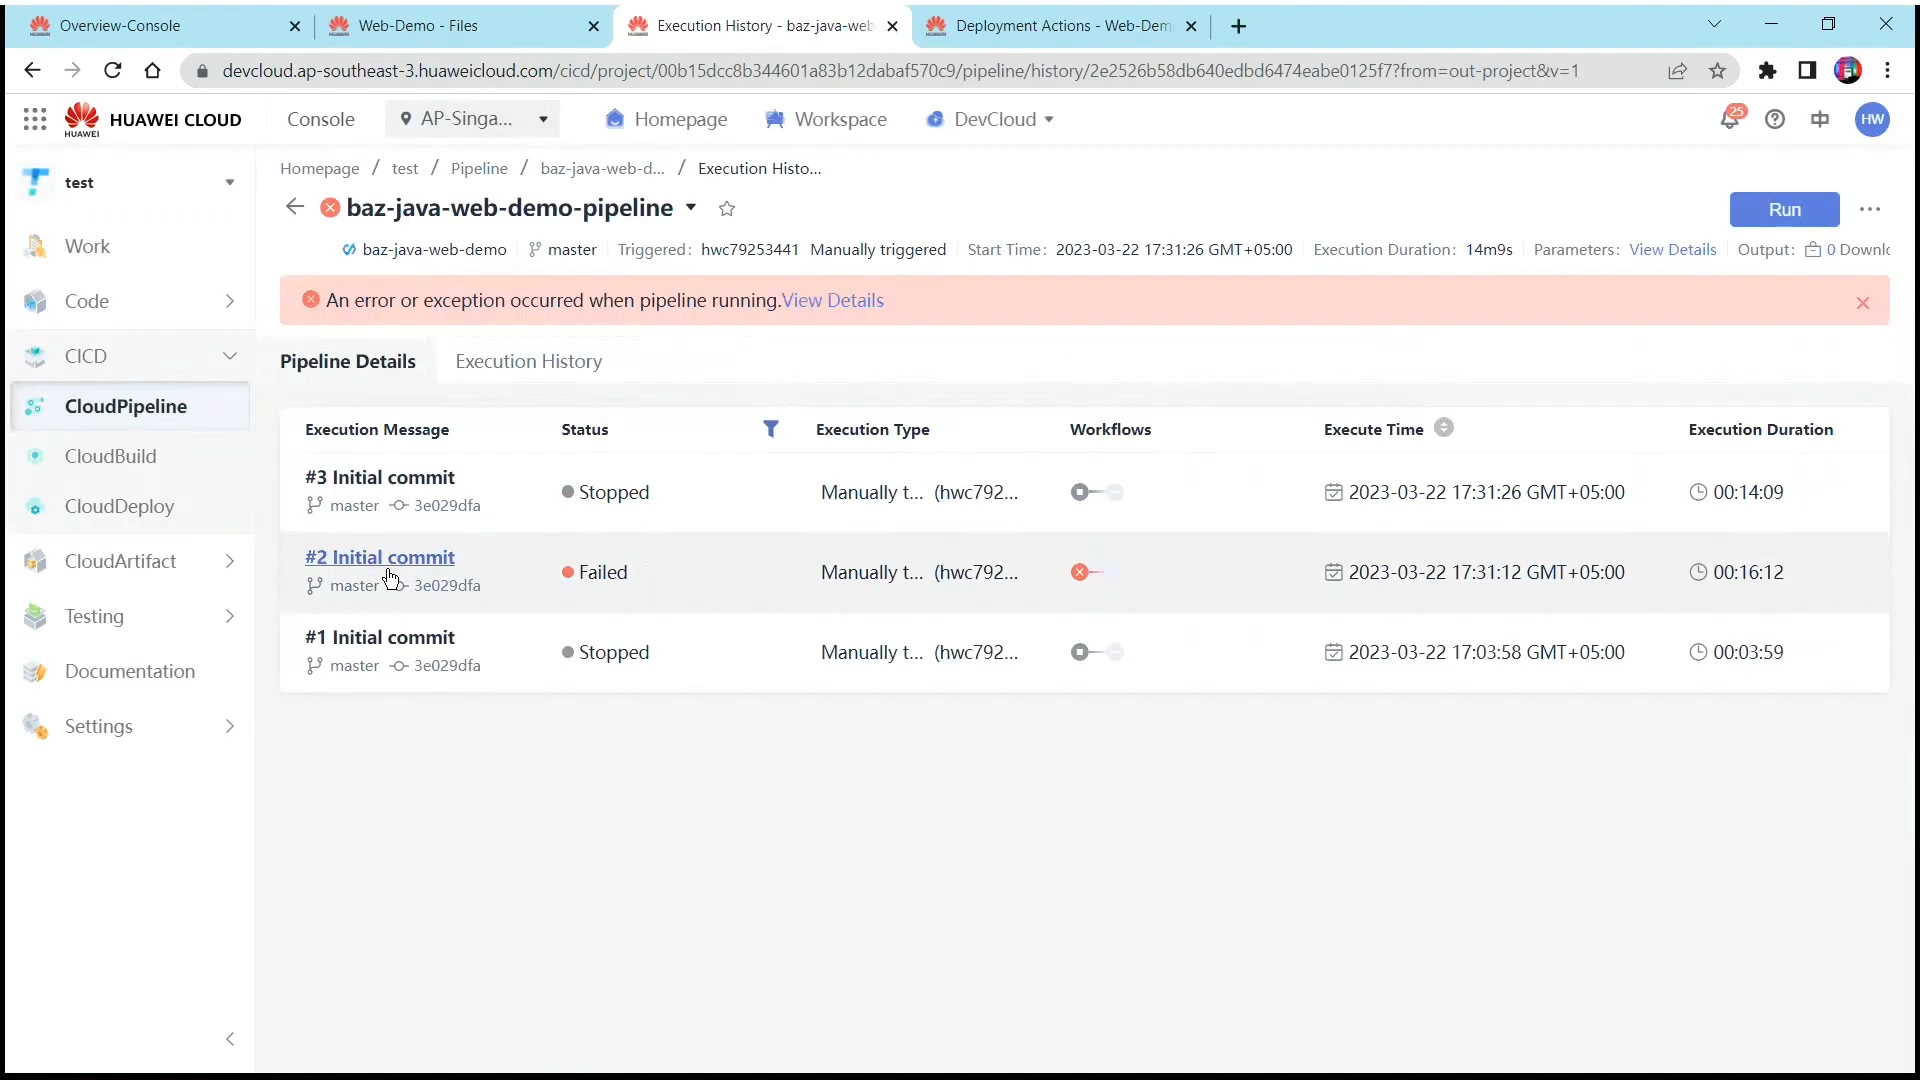 Overview-Console
Web-Demo - Files
Execution History - baz-java-web
Deployment Actions - Web-Dem
devcloud.ap-southeast-3.huaweicloud.com/cicd/project/00b15dcc8b344601a83b12dabaf570c9/pipeline/history/2e2526b58db640edbd6474eabe0125f7?from=out-project&v=1
HUAWEI
HUAWEI CLOUD
Console
AP-Singa...
Homepage
Workspace
DevCloud
25
中
HW
test
Work
Code
CICD
CloudPipeline
CloudBuild
CloudDeploy
CloudArtifact
Testing
Documentation
Settings
Homepage / test / Pipeline / baz-java-web-d... / Execution Histo...
baz-java-web-demo-pipeline
Run
baz-java-web-demo master Triggered: hwc79253441 Manually triggered Start Time: 2023-03-22 17:31:26 GMT+05:00 Execution Duration: 14m9s Parameters: View Details Output: 0 Downlo
An error or exception occurred when pipeline running.View Details
Pipeline Details Execution History
Execution Message Status Execution Type Workflows Execute Time Execution Duration
#3 Initial commit
master 3e029dfa
Stopped Manually t... (hwc792... 2023-03-22 17:31:26 GMT+05:00 00:14:09
#2 Initial commit
master 3e029dfa
Failed Manually t... (hwc792... 2023-03-22 17:31:12 GMT+05:00 00:16:12
#1 Initial commit
master 3e029dfa
Stopped Manually t... (hwc792... 2023-03-22 17:03:58 GMT+05:00 00:03:59